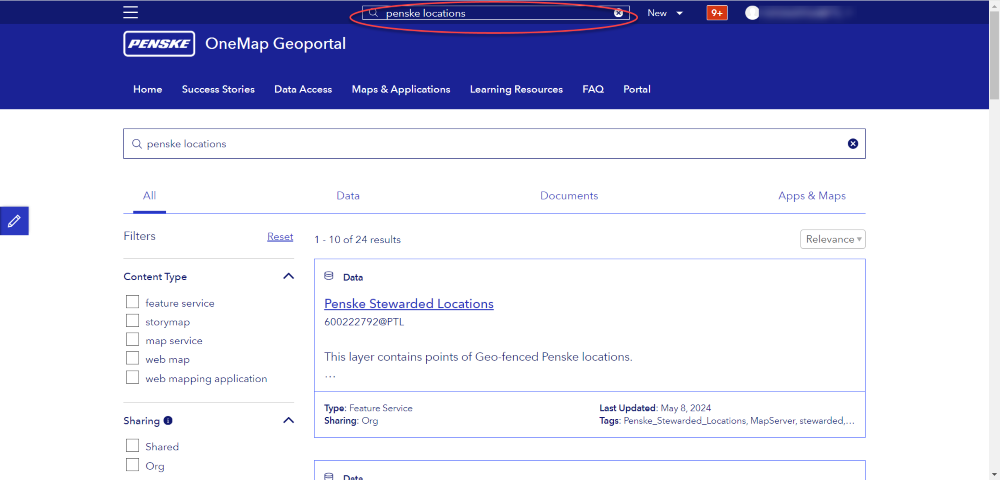 penske locations
New
9+
PENSKE OneMap Geoportal
Home Success Stories Data Access Maps & Applications Learning Resources FAQ Portal
penske locations
All Data Documents Apps & Maps
Filters Reset
1 - 10 of 24 results
Relevance
Content Type
feature service
storymap
map service
web map
web mapping application
Sharing
Shared
Org
Data
Penske Stewarded Locations
600222792@PTL
This layer contains points of Geo-fenced Penske locations.
...
Type: Feature Service
Last Updated: May 8, 2024
Sharing: Org
Tags: Penske_Stewarded_Locations, MapServer, stewarded,...
Data